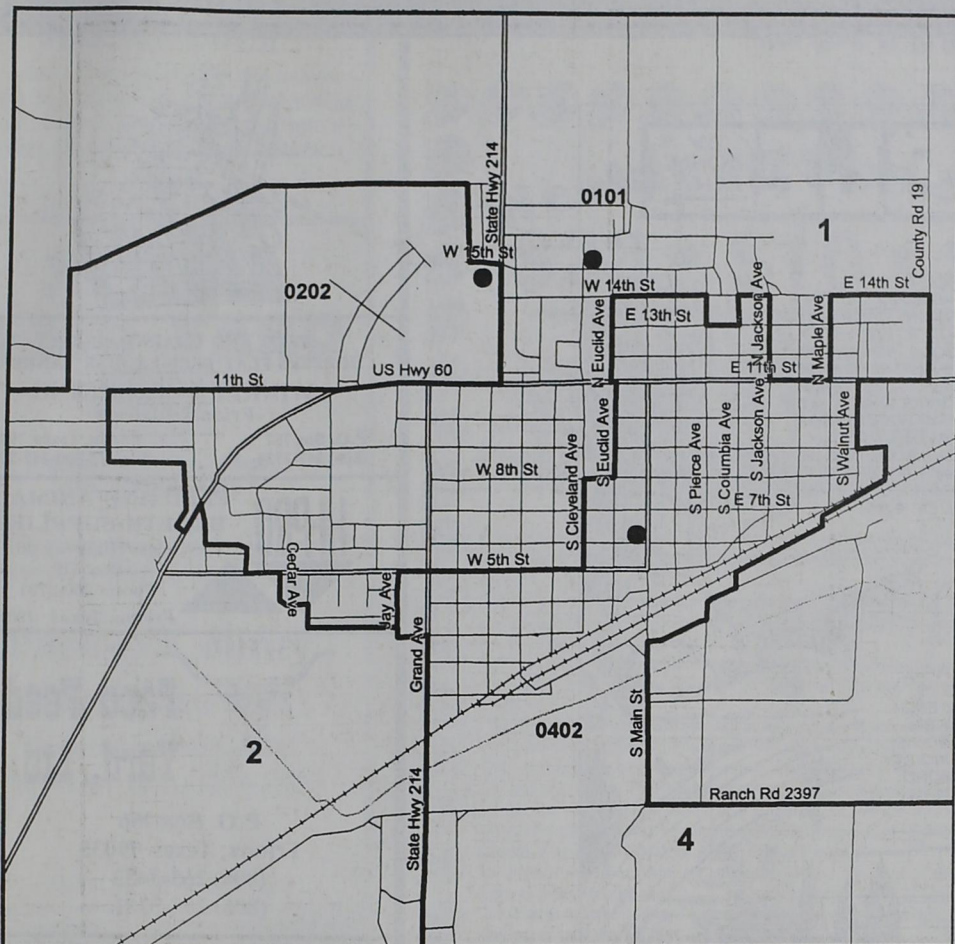 State Hwy 214
0101
1
County Rd 19
W 15th St
W 14th St
E 14th St
0202
E 13th St
N Euclid Ave
N Jackson Ave
N Maple Ave
11th St
US Hwy 60
E 11th St
S Euclid Ave
S Cleveland Ave
S Pierce Ave
S Columbia Ave
S Jackson Ave
S Walnut Ave
W 8th St
E 7th St
W 5th St
Cedar Ave
Jay Ave
Grand Ave
2
0402
S Main St
State Hwy 214
Ranch Rd 2397
4